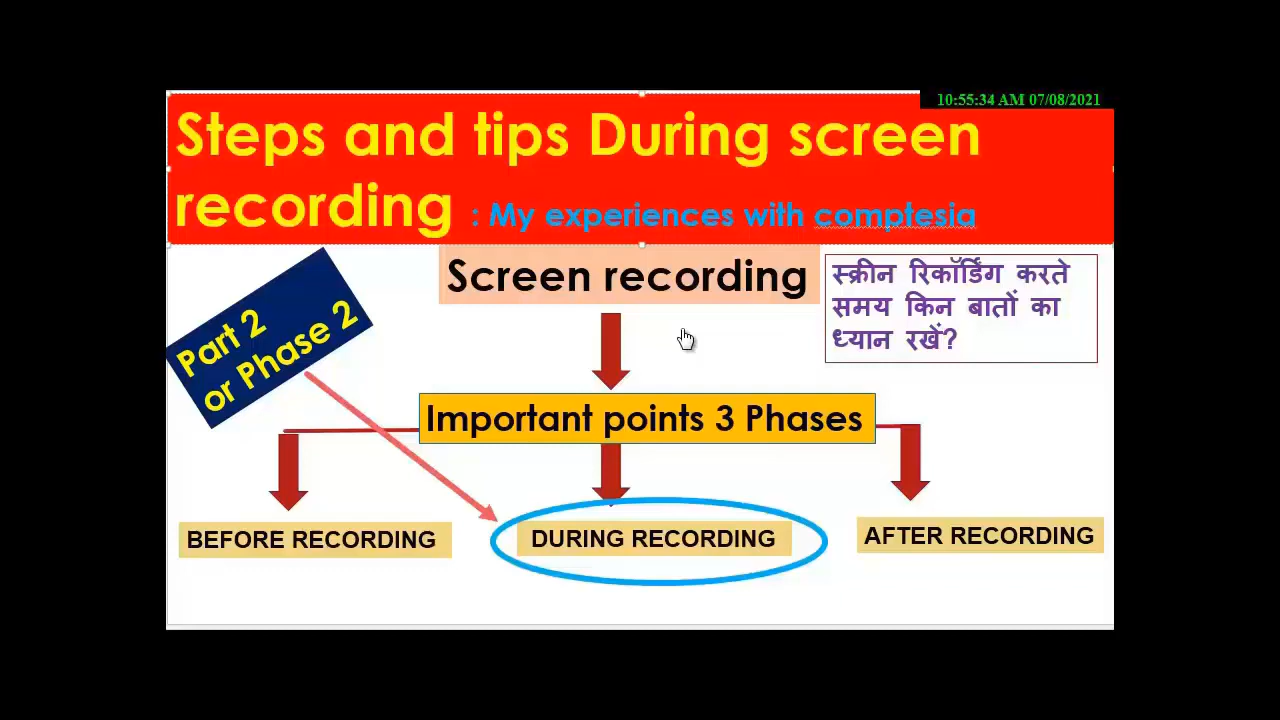 10:55:34 AM 07/08/2021
Steps and tips During screen
recording : My experiences with comptesia
Part 2
or Phase 2
Screen recording
स्क्रीन रिकॉर्डिंग करते
समय किन बातों का
ध्यान रखें?
Important points 3 Phases
BEFORE RECORDING
DURING RECORDING
AFTER RECORDING